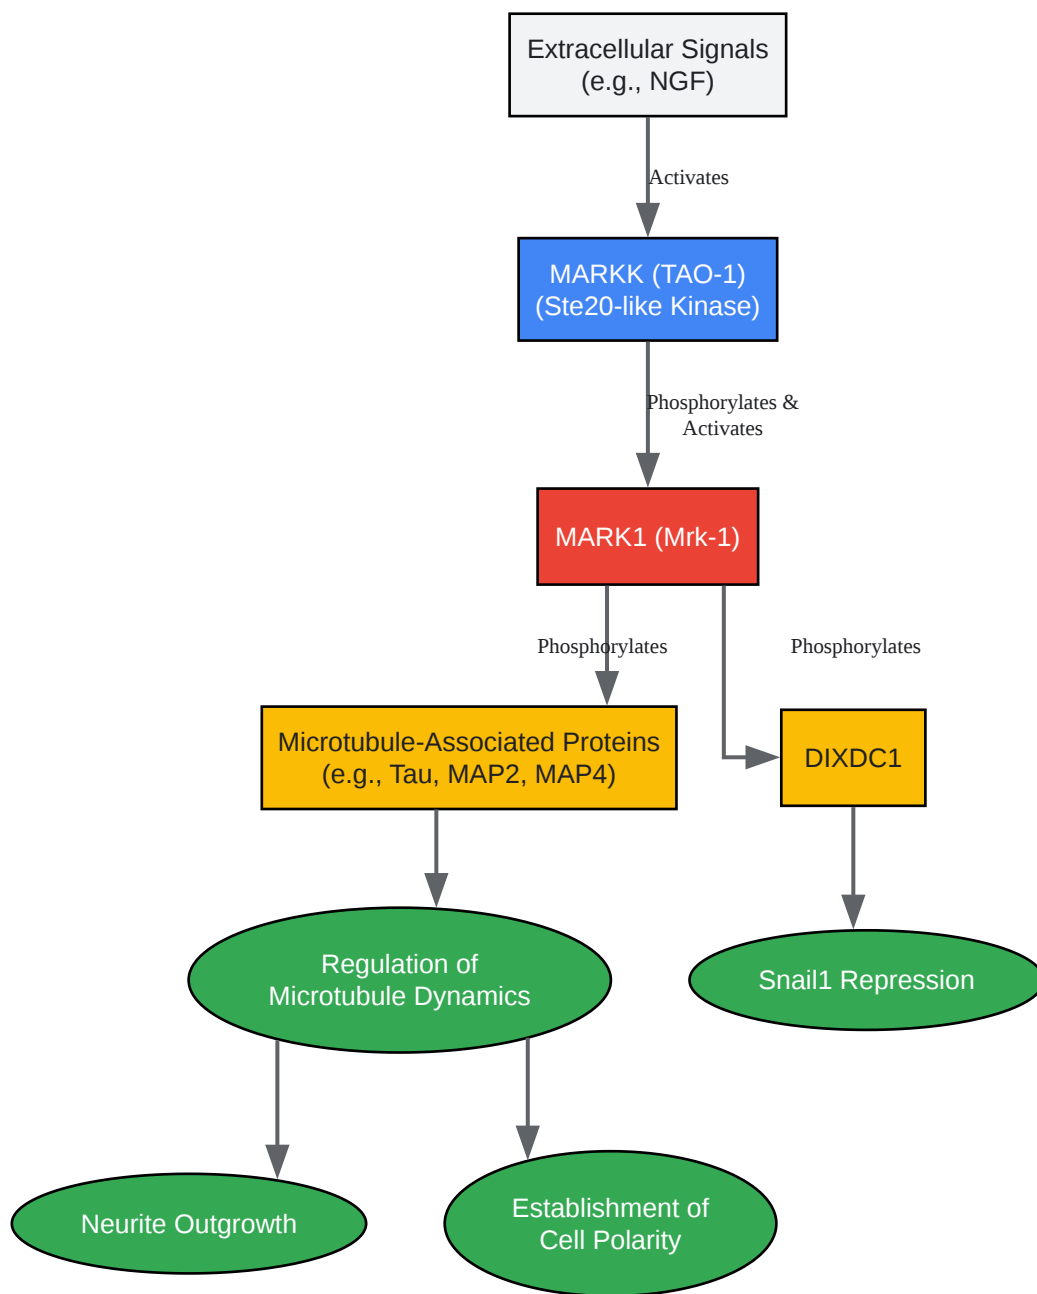 Extracellular Signals
(e.g., NGF)
Activates
MARKK (TAO-1)
(Ste20-like Kinase)
Phosphorylates &
Activates
MARK1 (Mrk-1)
Phosphorylates
Phosphorylates
Microtubule-Associated Proteins
(e.g., Tau, MAP2, MAP4)
DIXDC1
Regulation of
Microtubule Dynamics
Snail1 Repression
Neurite Outgrowth
Establishment of
Cell Polarity